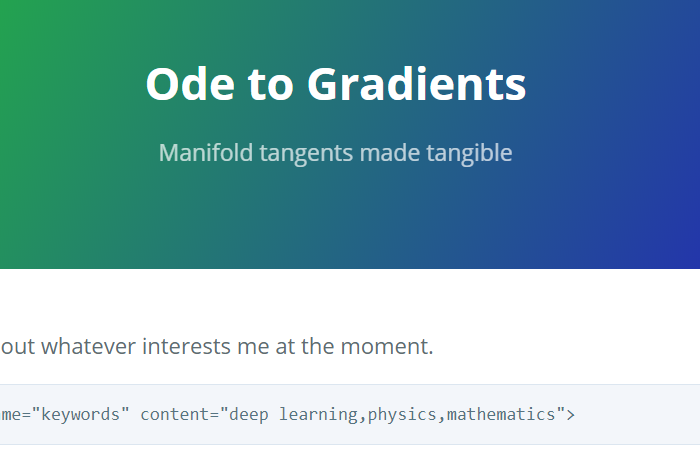 Ode to Gradients
Manifold tangents made tangible
out whatever interests me at the moment.
me="keywords" content="deep learning,physics,mathematics">